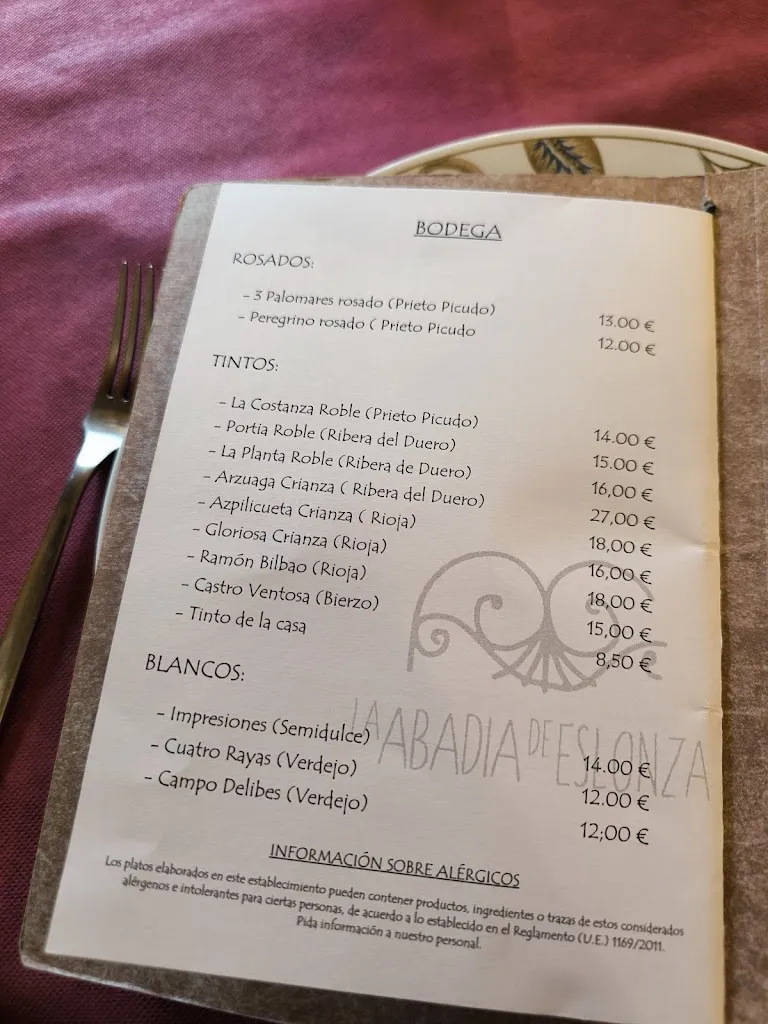 BODEGA
ROSADOS:
- 3 Palomares rosado (Prieto Picudo) 13.00 €
- Peregrino rosado ( Prieto Picudo 12.00 €
TINTOS:
- La Costanza Roble (Prieto Picudo) 14.00 €
- Portia Roble (Ribera del Duero) 15.00 €
- La Planta Roble (Ribera de Duero) 16,00 €
- Arzuaga Crianza ( Ribera del Duero) 27,00 €
- Azpilicueta Crianza ( Rioja) 18,00 €
- Gloriosa Crianza (Rioja) 16,00 €
- Ramón Bilbao (Rioja) 18,00 €
- Castro Ventosa (Bierzo) 15,00 €
- Tinto de la casa 8,50 €
BLANCOS:
LA ABADIA DE ESLONZA
- Impresiones (Semidulce) 14.00 €
- Cuatro Rayas (Verdejo) 12.00 €
- Campo Delibes (Verdejo) 12;00 €
INFORMACIÓN SOBRE ALÉRGICOS
Los platos elaborados en este establecimiento pueden contener productos, ingredientes o trazas de estos considerados
alérgenos e intolerantes para ciertas personas, de acuerdo a lo establecido en el Reglamento (U.E.) 1169/2011.
Pida información a nuestro personal.